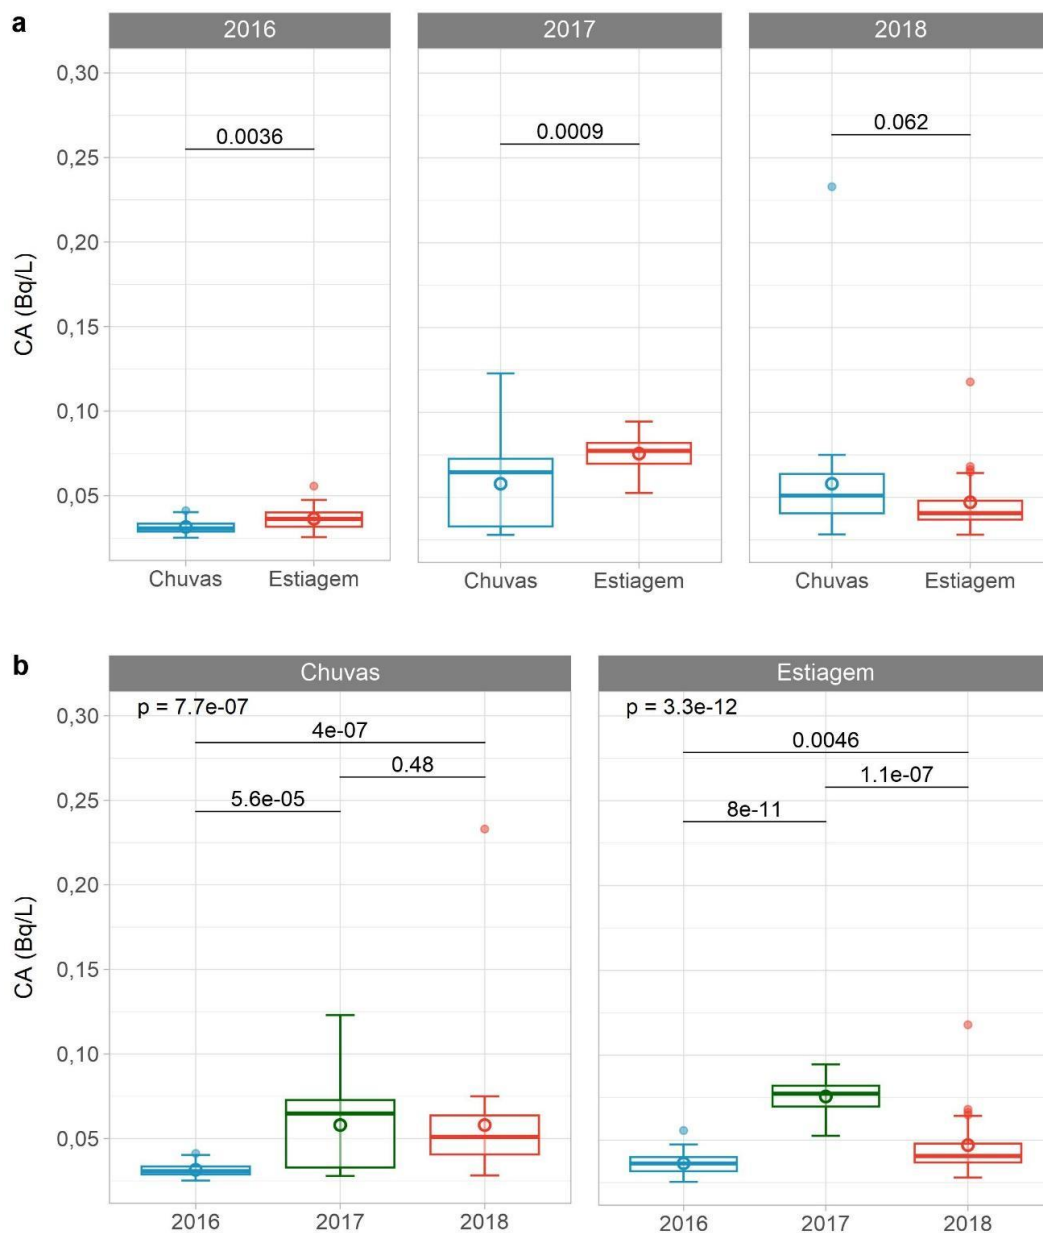 a
2016 2017 2018
0,30
0.0036 0.0009 0.062
0,25
0,20
CA (Bq/L)
0,15
0,10
0,05
Chuvas Estiagem Chuvas Estiagem Chuvas Estiagem
b
Chuvas Estiagem
p = 7.7e-07 p = 3.3e-12
0,30
4e-07 0.0046
0.48 1.1e-07
0,25
5.6e-05 8e-11
0,20
CA (Bq/L)
0,15
0,10
0,05
2016 2017 2018 2016 2017 2018